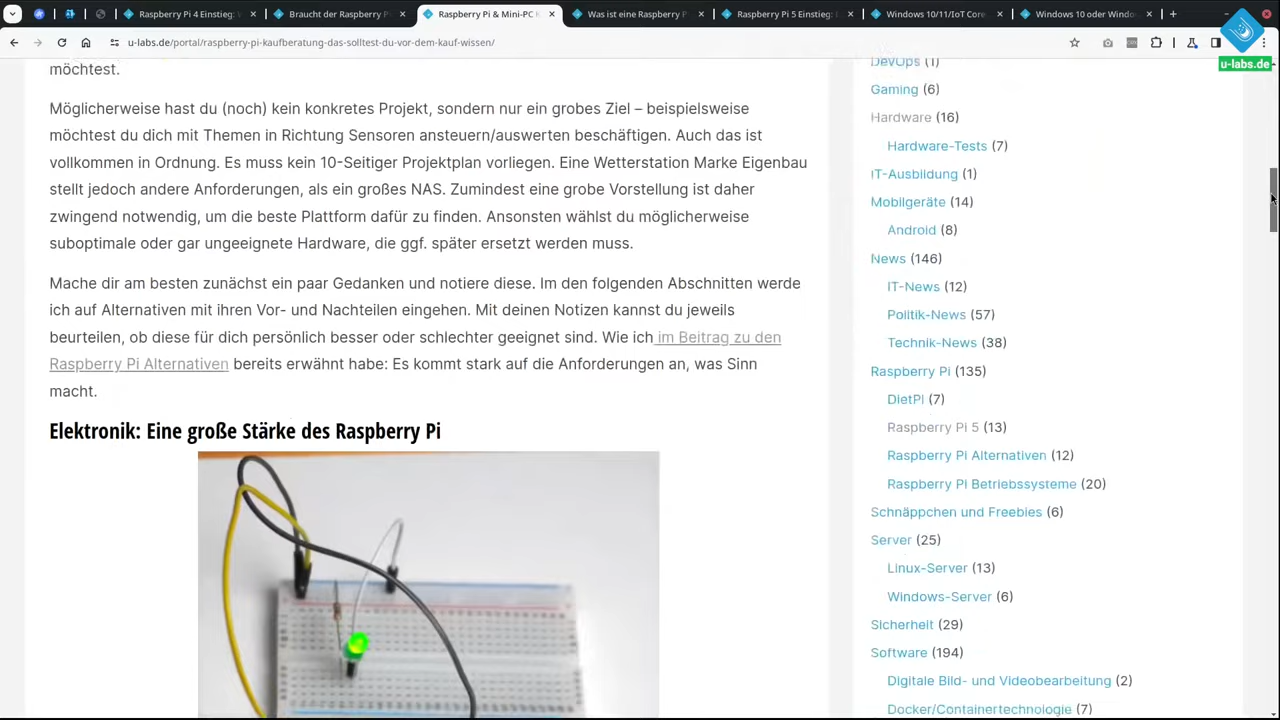 Raspberry Pi 4 Einstieg:
Braucht der Raspberry P
Raspberry Pi & Mini-PC K
Was ist eine Raspberry P
Raspberry Pi 5 Einstieg:
Windows 10/11/IoT Core
Windows 10 oder Windo
u-labs.de/portal/raspberry-pi-kaufberatung-das-solltest-du-vor-dem-kauf-wissen/
u-labs.de
möchtest.
Möglicherweise hast du (noch) kein konkretes Projekt, sondern nur ein grobes Ziel – beispielsweise
möchtest du dich mit Themen in Richtung Sensoren ansteuern/auswerten beschäftigen. Auch das ist
vollkommen in Ordnung. Es muss kein 10-Seitiger Projektplan vorliegen. Eine Wetterstation Marke Eigenbau
stellt jedoch andere Anforderungen, als ein großes NAS. Zumindest eine grobe Vorstellung ist daher
zwingend notwendig, um die beste Plattform dafür zu finden. Ansonsten wählst du möglicherweise
suboptimale oder gar ungeeignete Hardware, die ggf. später ersetzt werden muss.
Mache dir am besten zunächst ein paar Gedanken und notiere diese. Im den folgenden Abschnitten werde
ich auf Alternativen mit ihren Vor- und Nachteilen eingehen. Mit deinen Notizen kannst du jeweils
beurteilen, ob diese für dich persönlich besser oder schlechter geeignet sind. Wie ich im Beitrag zu den
Raspberry Pi Alternativen bereits erwähnt habe: Es kommt stark auf die Anforderungen an, was Sinn
macht.
Elektronik: Eine große Stärke des Raspberry Pi
DevOps (1)
Gaming (6)
Hardware (16)
Hardware-Tests (7)
IT-Ausbildung (1)
Mobilgeräte (14)
Android (8)
News (146)
IT-News (12)
Politik-News (57)
Technik-News (38)
Raspberry Pi (135)
DietPi (7)
Raspberry Pi 5 (13)
Raspberry Pi Alternativen (12)
Raspberry Pi Betriebssysteme (20)
Schnäppchen und Freebies (6)
Server (25)
Linux-Server (13)
Windows-Server (6)
Sicherheit (29)
Software (194)
Digitale Bild- und Videobearbeitung (2)
Docker/Containertechnologie (7)